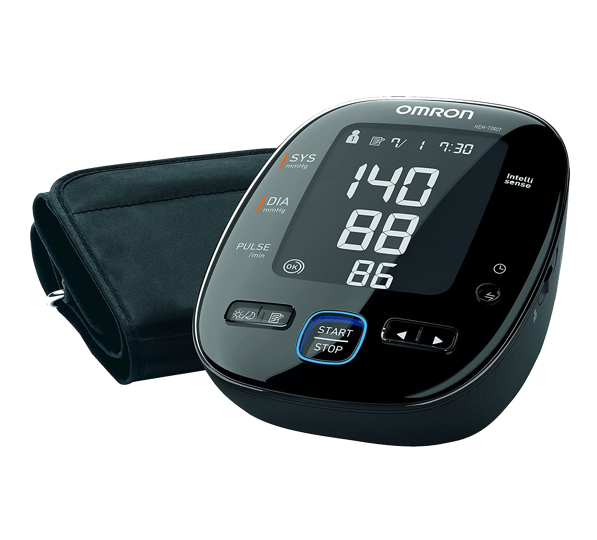 OMRON
HEM-7280T
7/ 1 7:30
SYS
mmHg
140
Intelli
sense
DIA
mmHg
88
PULSE
/min
OK
86
START
STOP